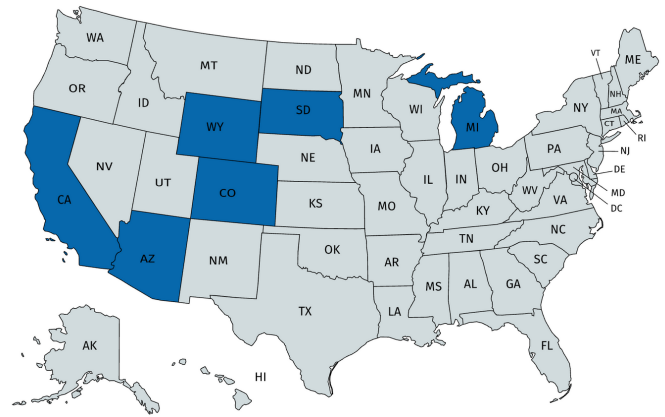 WA
MT
ND
MN
ME
VT
NH
OR
ID
WY
SD
WI
MI
NY
MA
CT
RI
NV
UT
CO
NE
IA
IL
IN
OH
PA
NJ
DE
MD
DC
CA
AZ
NM
KS
MO
KY
WV
VA
OK
AR
TN
NC
SC
TX
LA
MS
AL
GA
FL
AK
HI